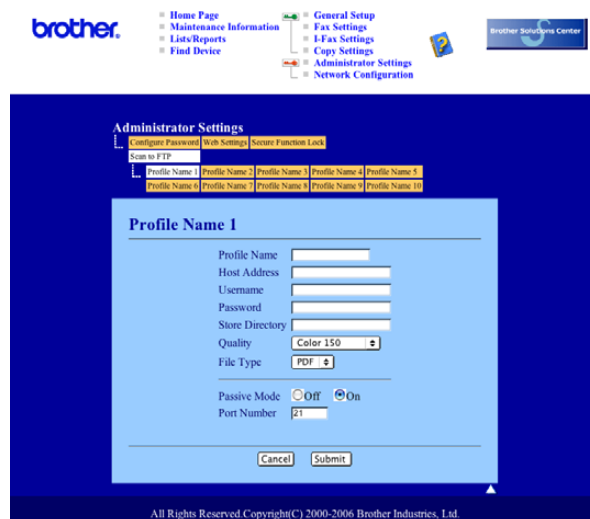 brother.
Home Page
Maintenance Information
Lists/Reports
Find Device
General Setup
Fax Settings
I-Fax Settings
Copy Settings
Administrator Settings
Network Configuration
?
Brother Solutions Center
Administrator Settings
Configure Password Web Settings Secure Function Lock
Scan to FTP
Profile Name 1 Profile Name 2 Profile Name 3 Profile Name 4 Profile Name 5
Profile Name 6 Profile Name 7 Profile Name 8 Profile Name 9 Profile Name 10
Profile Name 1
Profile Name
Host Address
Username
Password
Store Directory
Quality Color 150
File Type PDF
Passive Mode Off On
Port Number 21
Cancel Submit
All Rights Reserved.Copyright(C) 2000-2006 Brother Industries, Ltd.